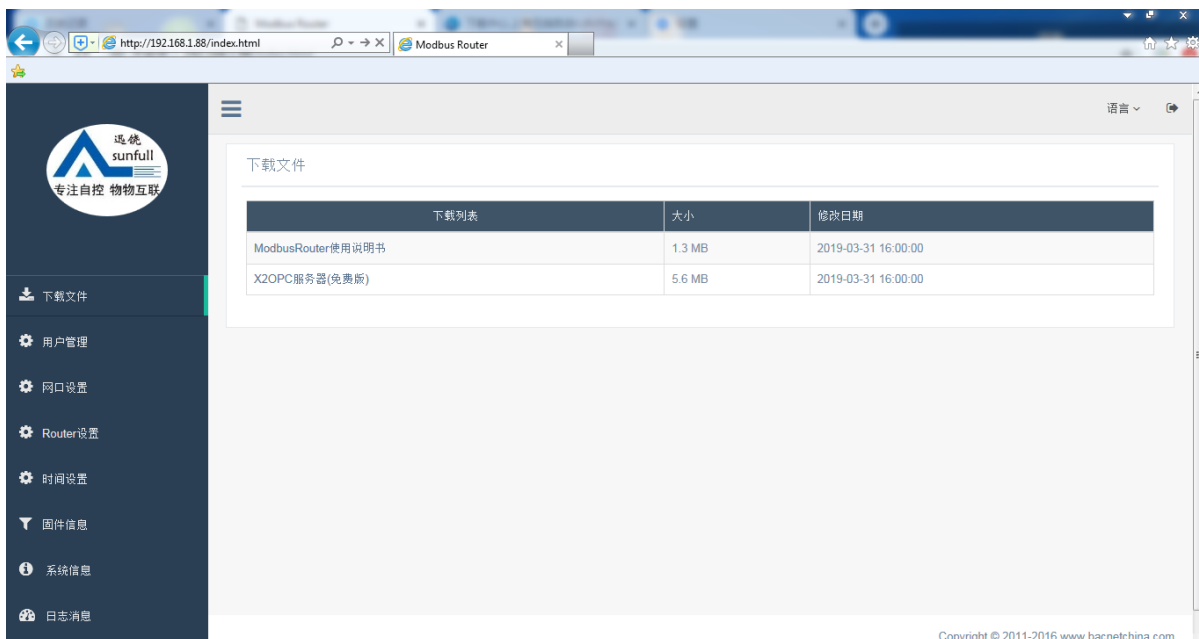 Modbus Router
http://192.168.1.88/index.html
Modbus Router
语言
迅饶
sunfull
专注自控 物物互联
下载文件
下载列表 大小 修改日期
ModbusRouter使用说明书 1.3 MB 2019-03-31 16:00:00
X2OPC服务器(免费版) 5.6 MB 2019-03-31 16:00:00
下载文件
用户管理
网口设置
Router设置
时间设置
固件信息
系统信息
日志消息
Copyright © 2011-2016 www.bacnetchina.com